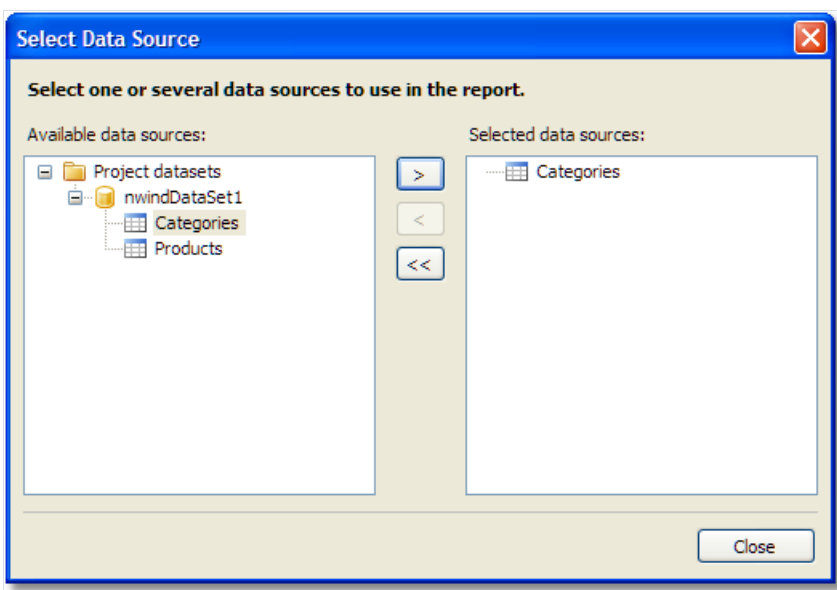 Select Data Source
Select one or several data sources to use in the report.
Available data sources:
Project datasets
nwindDataSet1
Categories
Products
>
<
<<
Selected data sources:
Categories
Close